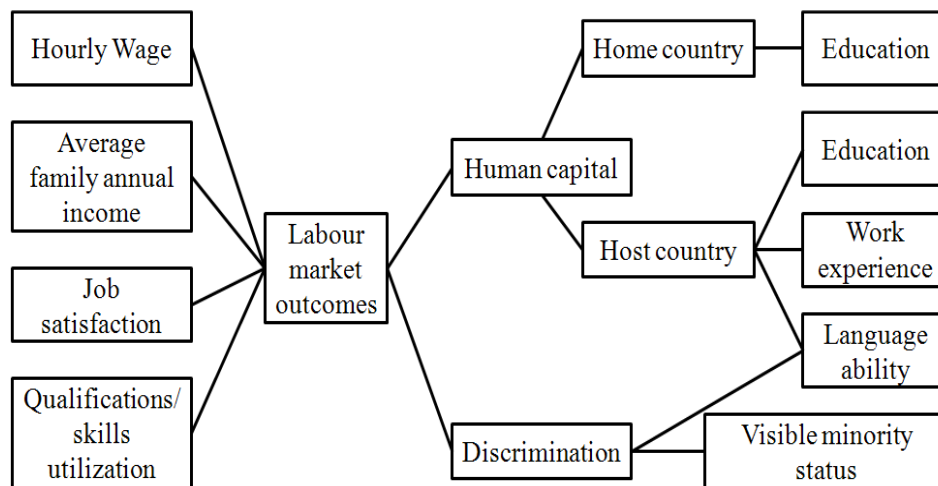 Hourly Wage
Average
family annual
income
Job
satisfaction
Qualifications/
skills
utilization
Labour
market
outcomes
Human capital
Discrimination
Home country
Host country
Education
Education
Work
experience
Language
ability
Visible minority
status